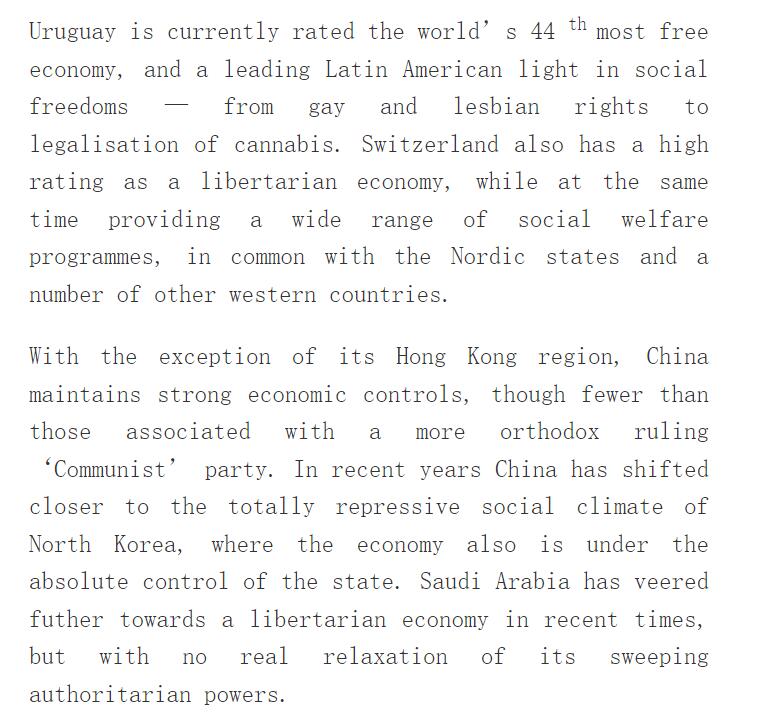 Uruguay is currently rated the world’s 44 th most free
economy, and a leading Latin American light in social
freedoms — from gay and lesbian rights to
legalisation of cannabis. Switzerland also has a high
rating as a libertarian economy, while at the same
time providing a wide range of social welfare
programmes, in common with the Nordic states and a
number of other western countries.
With the exception of its Hong Kong region, China
maintains strong economic controls, though fewer than
those associated with a more orthodox ruling
‘Communist’ party. In recent years China has shifted
closer to the totally repressive social climate of
North Korea, where the economy also is under the
absolute control of the state. Saudi Arabia has veered
futher towards a libertarian economy in recent times,
but with no real relaxation of its sweeping
authoritarian powers.